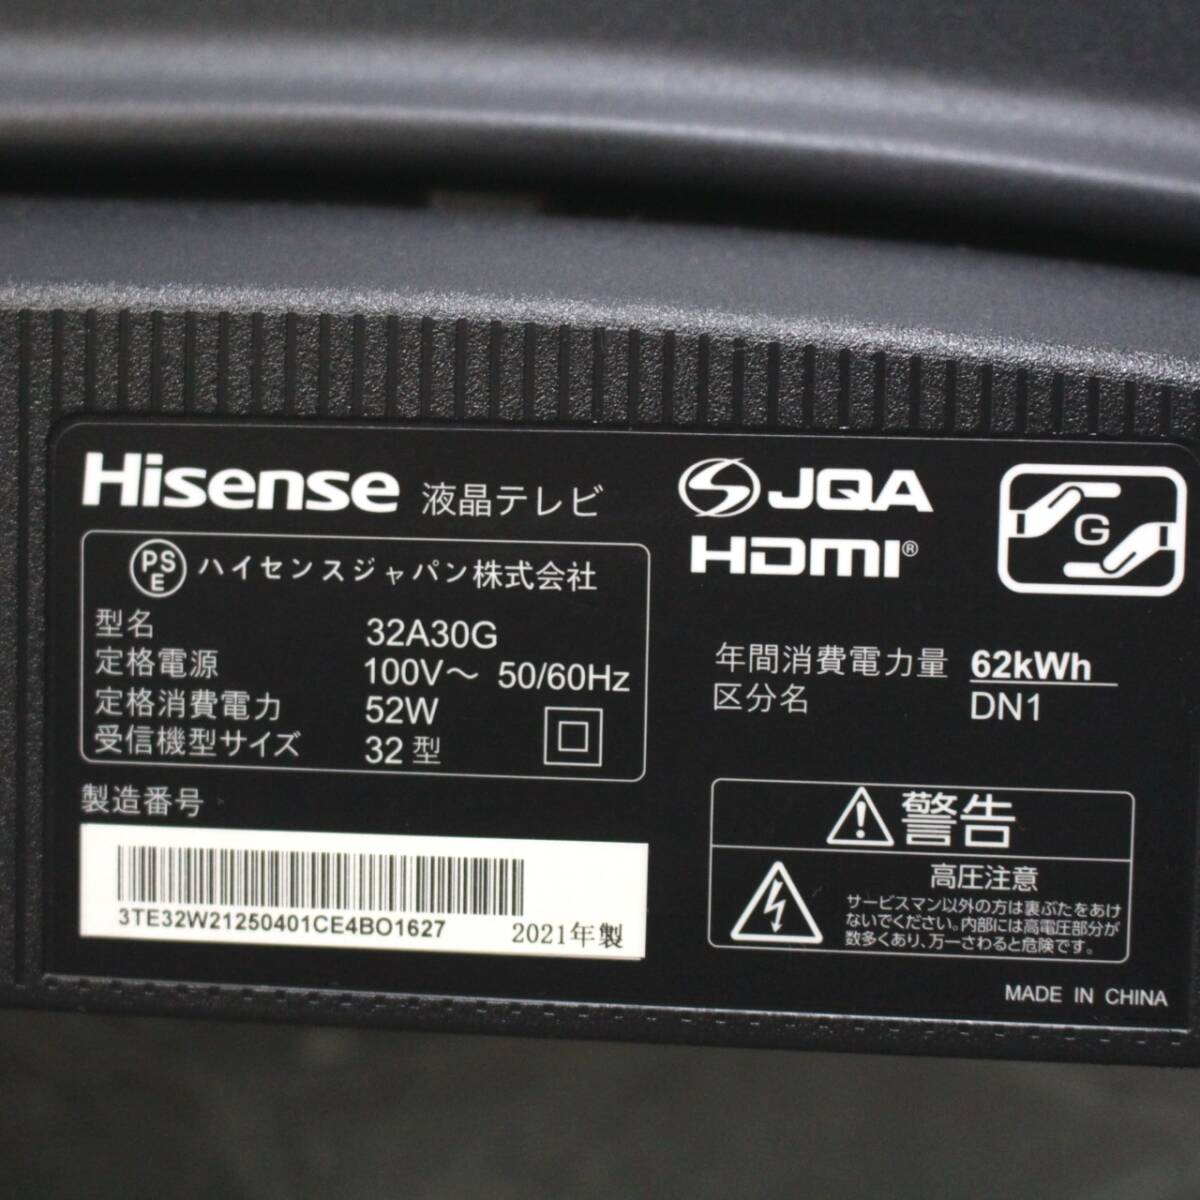 Hisense 液晶テレビ
PSE ハイセンスジャパン株式会社
型名 32A30G
定格電源 100V～ 50/60Hz
定格消費電力 52W
受信機型サイズ 32型
製造番号
3TE32W21250401CE4BO1627 2021年製
JQA
HDMI®
G
年間消費電力量 62kWh
区分名 DN1
警告
高圧注意
サービスマン以外の方は裏ぶたをあけ
ないでください。内部には高電圧部分が
数多くあり、万一さわると危険です。
MADE IN CHINA